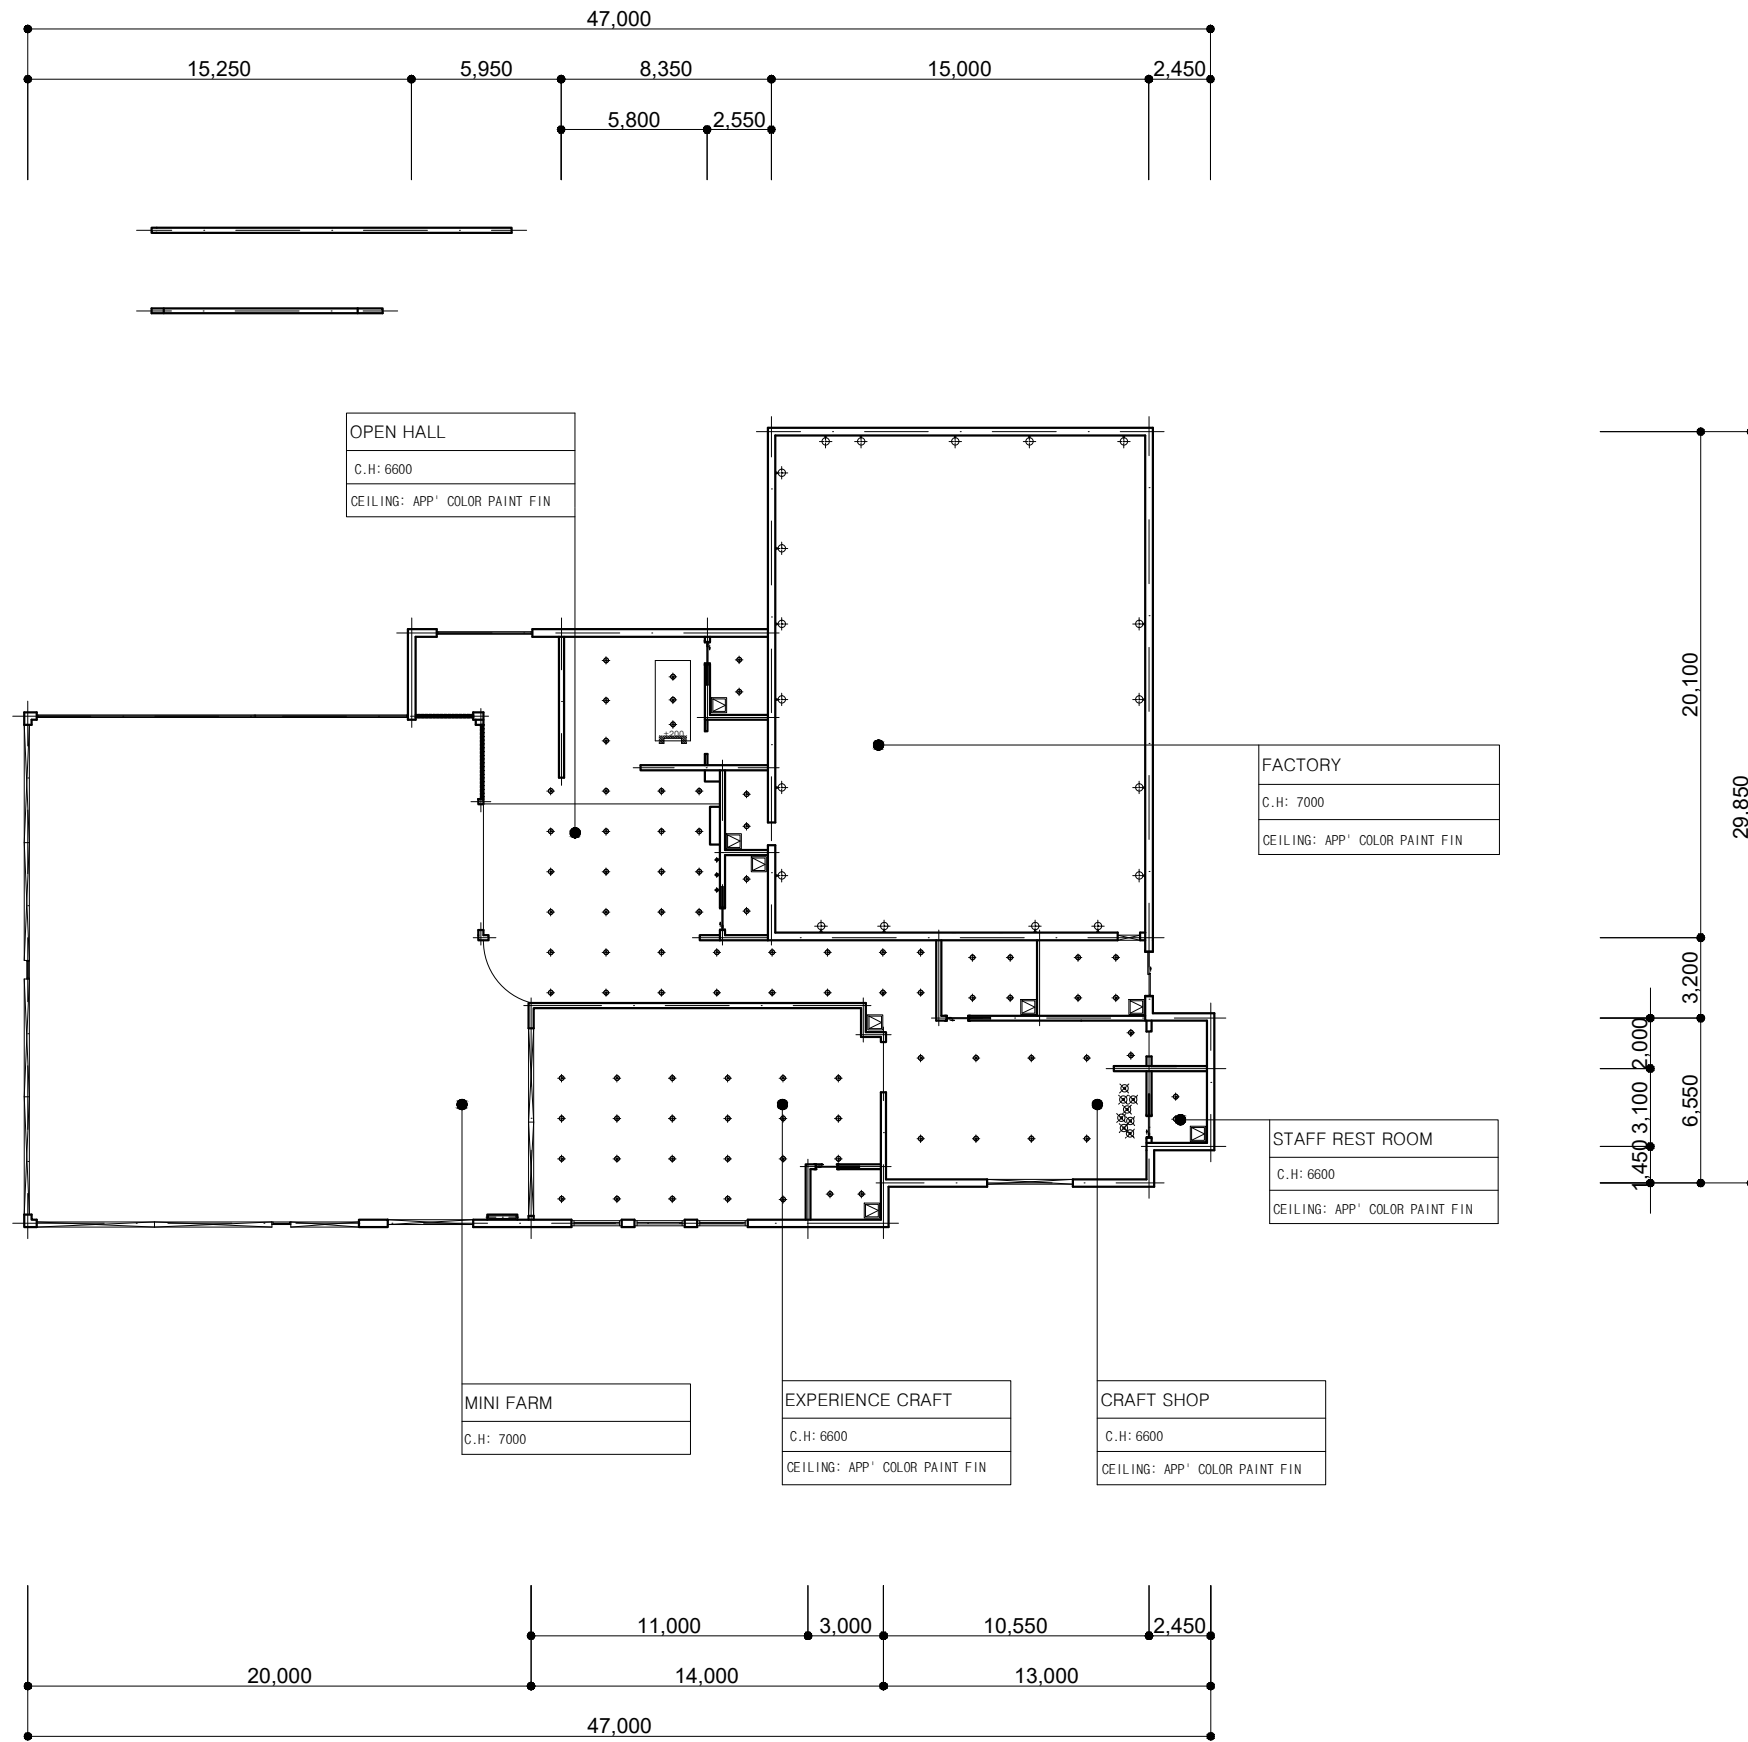 47,000
15,250 5,950 8,350 15,000 2,450
5,800 2,550
OPEN HALL
C.H: 6600
CEILING: APP' COLOR PAINT FIN
+200
FACTORY
C.H: 7000
CEILING: APP' COLOR PAINT FIN
20,100
29.850
3,200
2,000
3,100
6,550
1,450
STAFF REST ROOM
C.H: 6600
CEILING: APP' COLOR PAINT FIN
MINI FARM
C.H: 7000
EXPERIENCE CRAFT
C.H: 6600
CEILING: APP' COLOR PAINT FIN
CRAFT SHOP
C.H: 6600
CEILING: APP' COLOR PAINT FIN
11,000 3,000 10,550 2,450
20,000 14,000 13,000
47,000